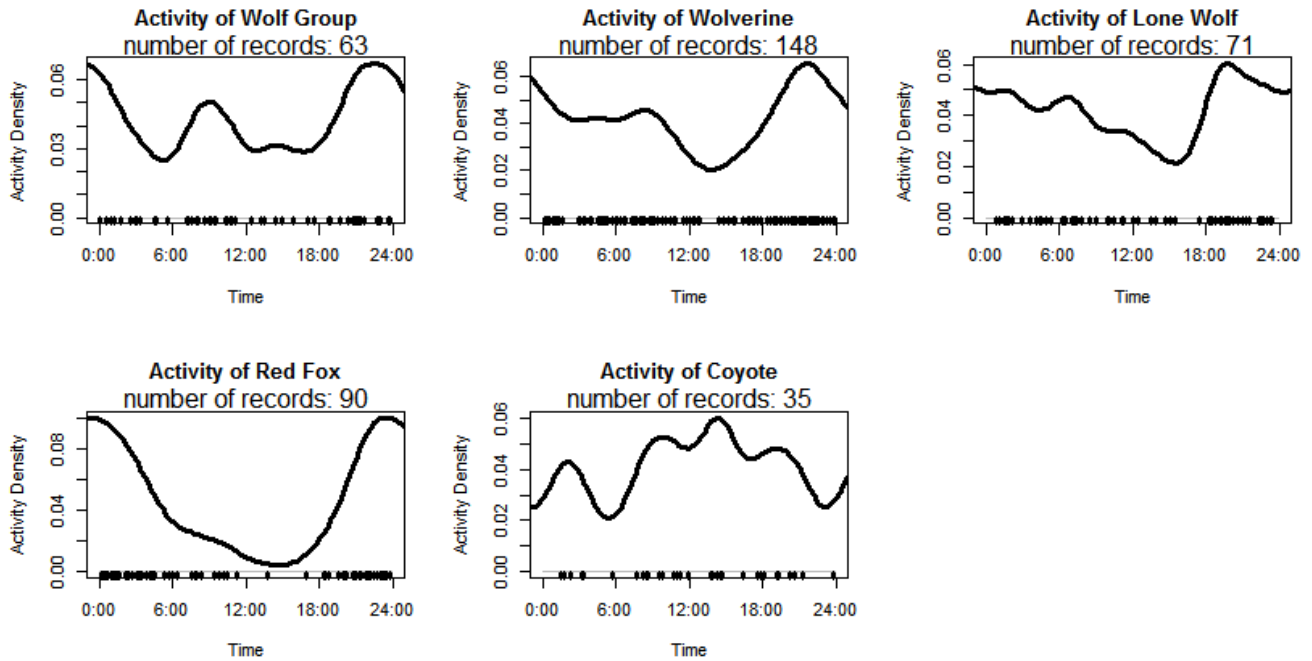 Activity of Wolf Group
number of records: 63
Activity Density
0.06
0.03
0.00
0:00 6:00 12:00 18:00 24:00
Time
Activity of Wolverine
number of records: 148
Activity Density
0.06
0.04
0.02
0.00
0:00 6:00 12:00 18:00 24:00
Time
Activity of Lone Wolf
number of records: 71
Activity Density
0.06
0.04
0.02
0.00
0:00 6:00 12:00 18:00 24:00
Time
Activity of Red Fox
number of records: 90
Activity Density
0.08
0.04
0.00
0:00 6:00 12:00 18:00 24:00
Time
Activity of Coyote
number of records: 35
Activity Density
0.06
0.04
0.02
0.00
0:00 6:00 12:00 18:00 24:00
Time